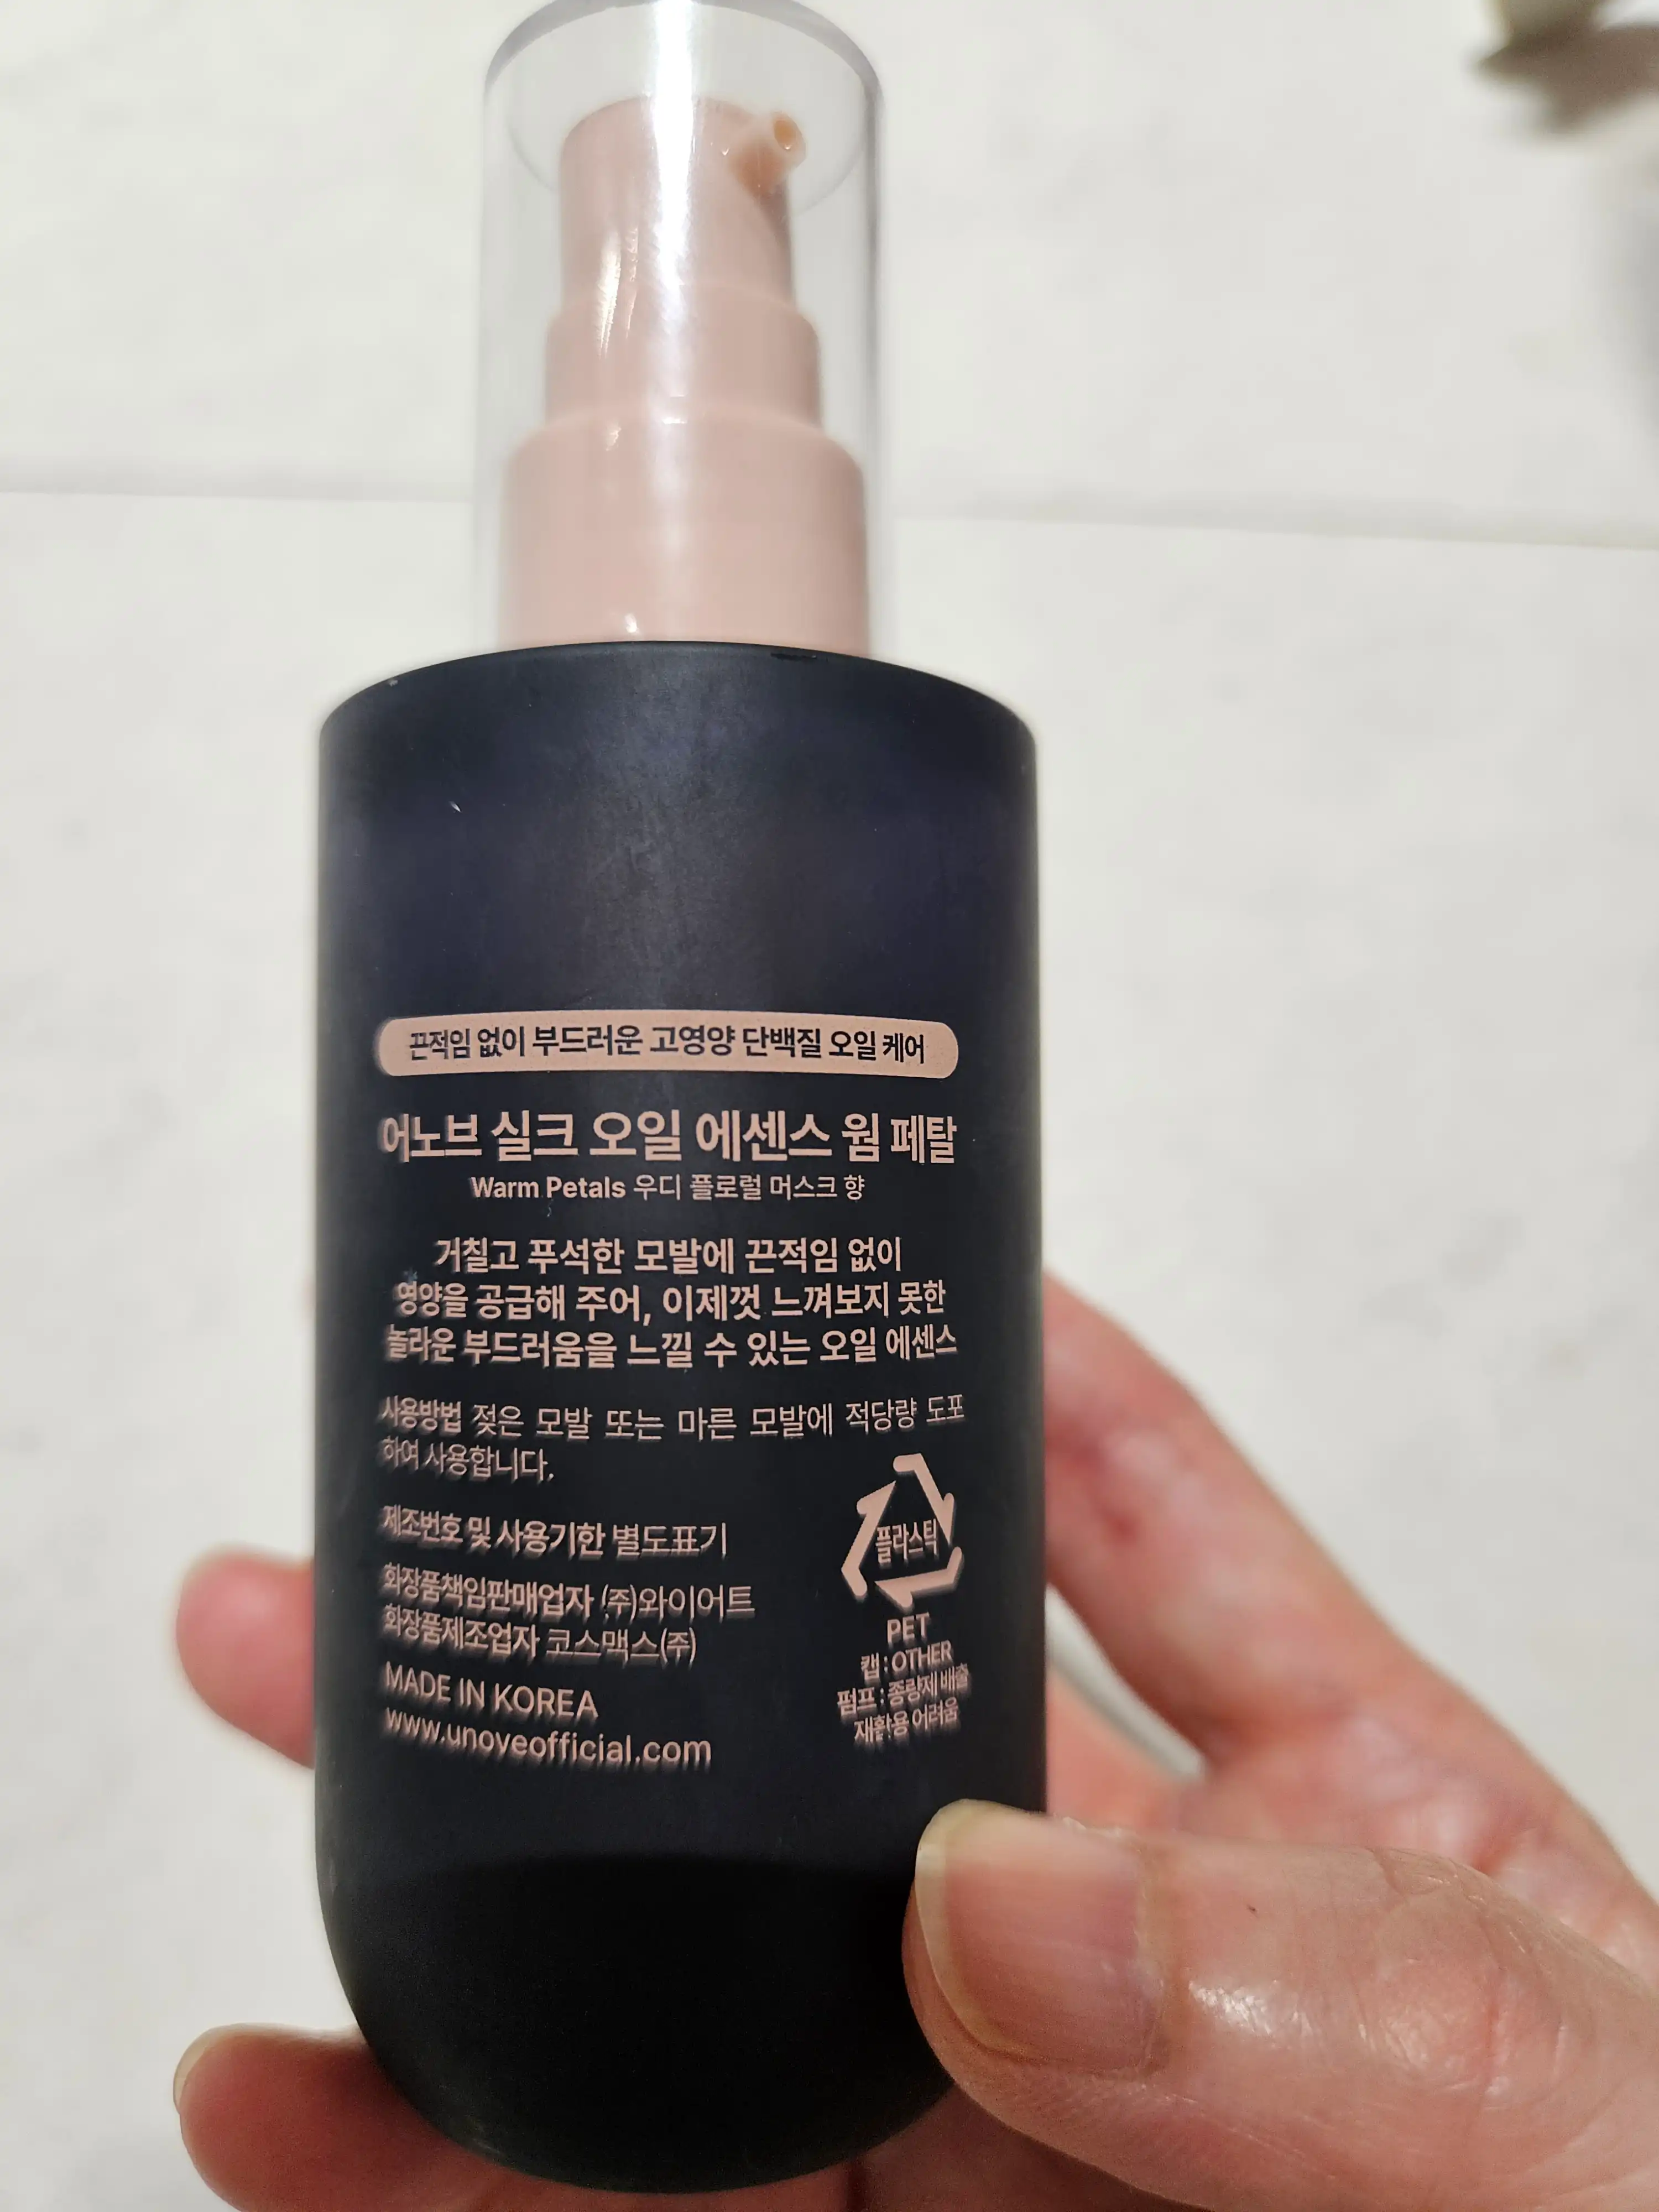 끈적임 없이 부드러운 고영양 단백질 오일 케어
어노브 실크 오일 에센스 웜 페탈
Warm Petals 우디 플로럴 머스크 향
거칠고 푸석한 모발에 끈적임 없이
영양을 공급해 주어, 이제껏 느껴보지 못한
놀라운 부드러움을 느낄 수 있는 오일 에센스
사용방법 젖은 모발 또는 마른 모발에 적당량 도포
하여 사용합니다.
제조번호 및 사용기한 별도표기
화장품책임판매업자 (주)와이어트
화장품제조업자 코스맥스(주)
MADE IN KOREA
www.unoveofficial.com
플라스틱
PET
캡 : OTHER
펌프 : 종량제 배출
재활용 어려움